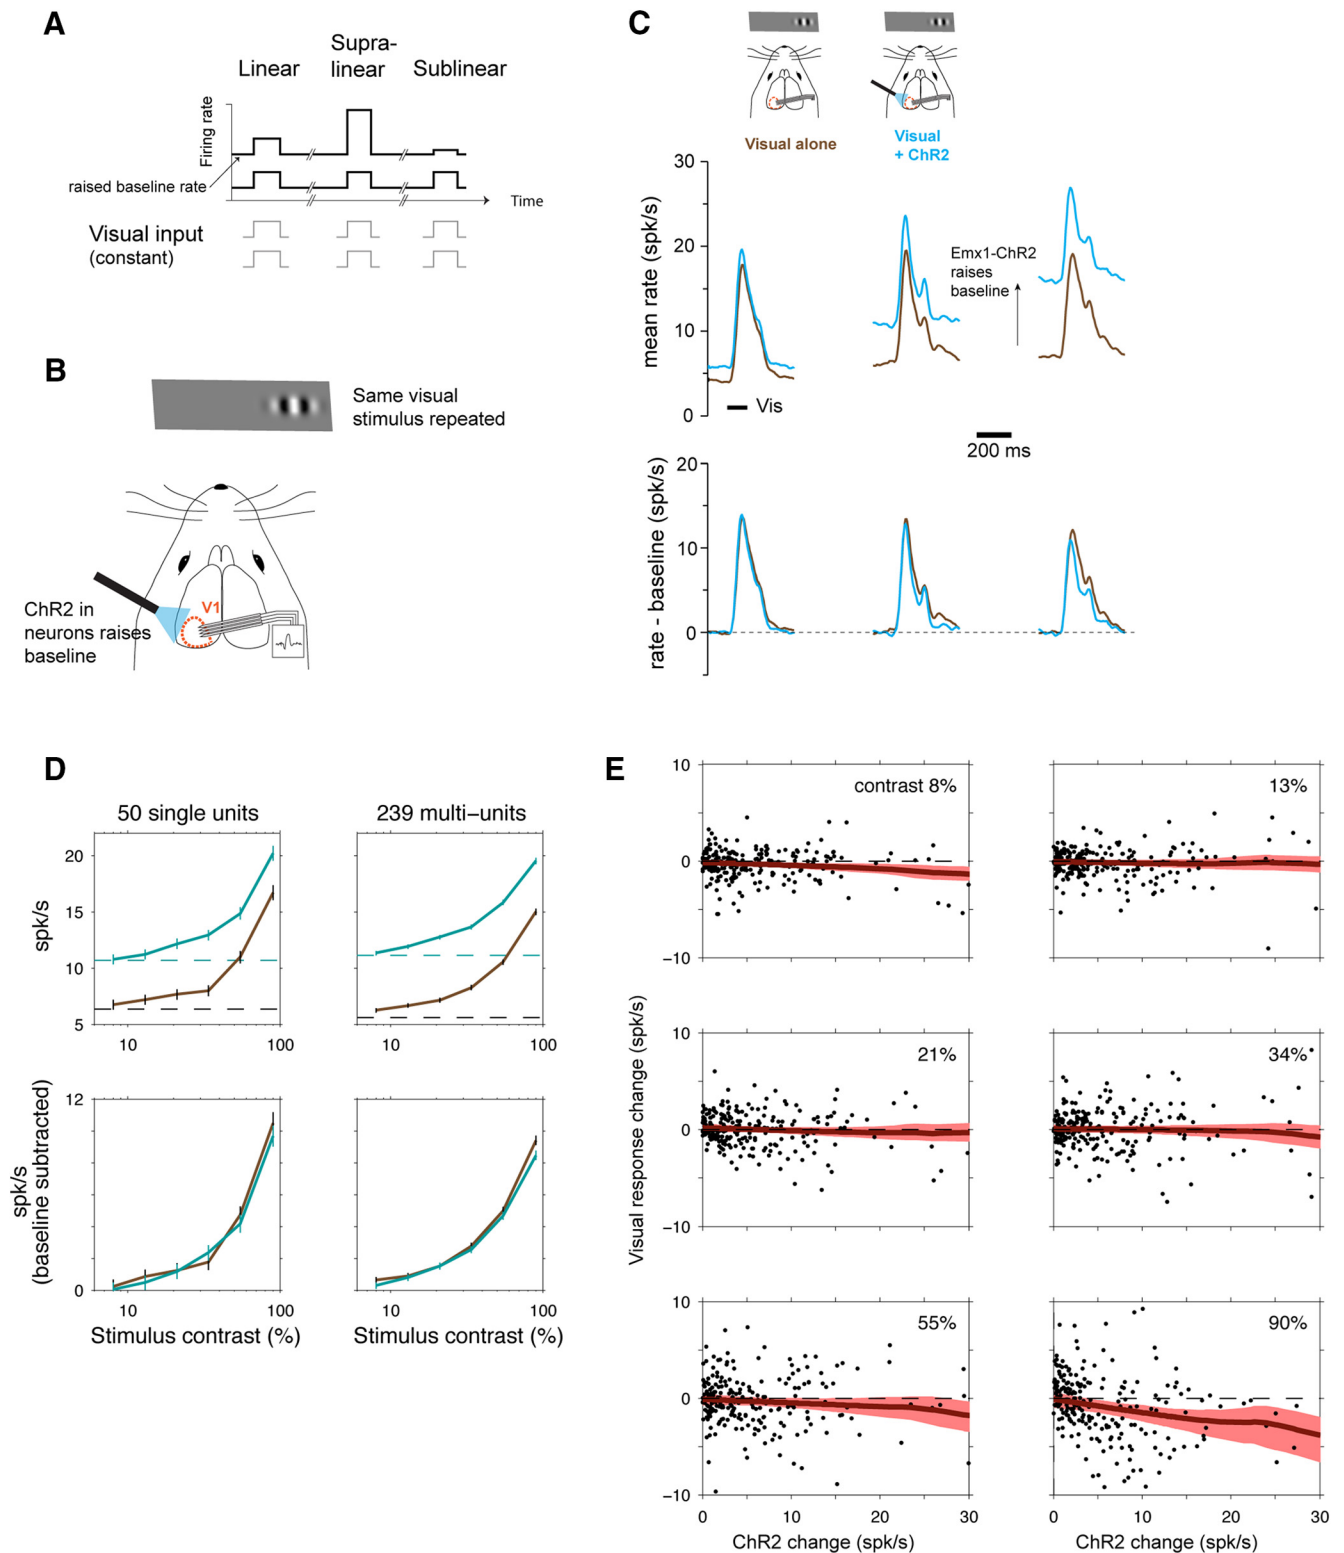 A
Linear
Supra-
linear
Sublinear
Firing rate
raised baseline rate
Time
Visual input
(constant)
B
Same visual
stimulus repeated
V1
ChR2 in
neurons raises
baseline
C
Visual alone
Visual
+ ChR2
30
20
10
0
mean rate (spk/s)
Emx1-ChR2
raises
baseline
Vis
200 ms
20
10
0
rate - baseline (spk/s)
D
50 single units
239 multi-units
20
15
10
5
spk/s
10
100
10
100
12
0
spk/s
(baseline subtracted)
10
100
10
100
Stimulus contrast (%)
Stimulus contrast (%)
E
10
0
−10
contrast 8%
13%
10
0
−10
21%
34%
Visual response change (spk/s)
10
0
−10
55%
90%
0
10
20
30
0
10
20
30
ChR2 change (spk/s)
ChR2 change (spk/s)